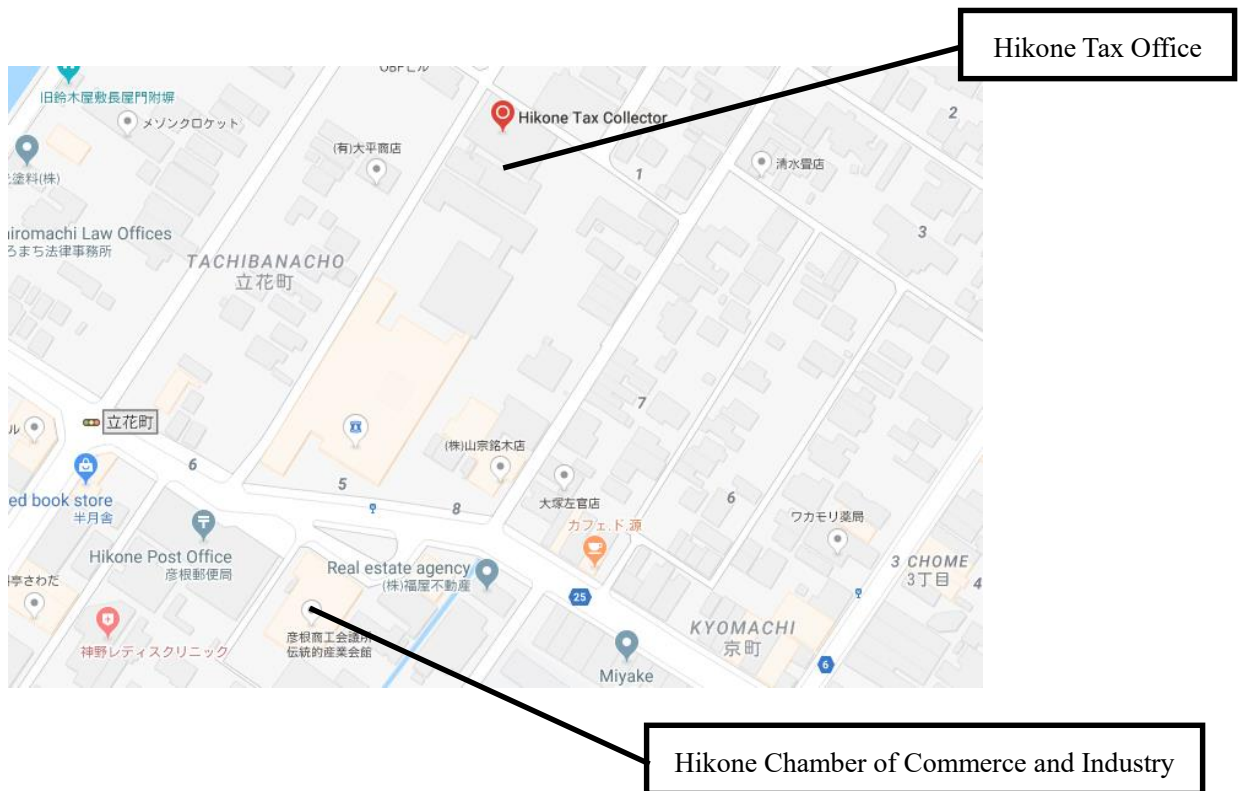 Hikone Tax Office
OBPビル
旧鈴木屋敷長屋門附塀
メゾンクロケット
Hikone Tax Collector
2
(有)大平商店
清水畳店
塗料(株)
1
iromachi Law Offices
ろまち法律事務所
3
TACHIBANACHO
立花町
7
立花町
ル
(株)山宗銘木店
6
5
8
大塚左官店
6
ed book store
半月舎
カフェ.ド.源
ワカモリ薬局
Hikone Post Office
彦根郵便局
Real estate agency
(株)福屋不動産
3 CHOME
3丁目
4
亭さわだ
25
彦根商工会議所
伝統的産業会館
神野レディスクリニック
KYOMACHI
京町
6
Miyake
Hikone Chamber of Commerce and Industry